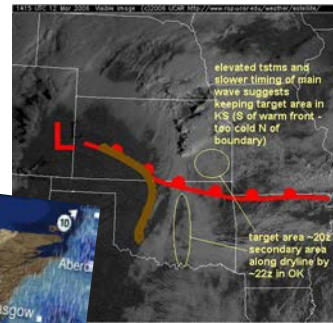 1415 UTC 12 Mar 2006 Visible Image (c)2006 UCAR http://www.rap.ucar.edu/weather/satellite/
elevated tstms and
slower timing of main
wave suggests
keeping target area in
KS (S of warm front -
too cold N of
boundary)
L
target area ~20z
secondary area
along dryline by
~22z in OK
10
Aberd
sgow